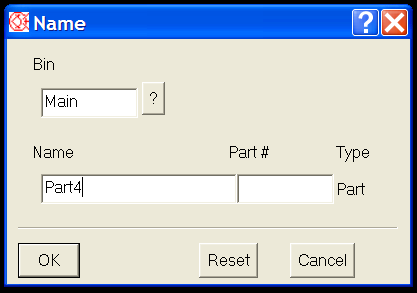 Name
Bin
Main ?
Name Part # Type
Part4 Part
OK Reset Cancel